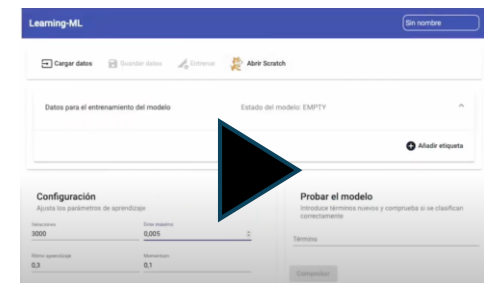 Learning-ML
Sin nombre
Cargar datos
Guardar datos
Entrenar
Abrir Scratch
Datos para el entrenamiento del modelo
Estado del modelo: EMPTY
Añadir etiqueta
Configuración
Ajusta los parámetros de aprendizaje
Iteraciones
3000
Error máximo
0,005
Ritmo aprendizaje
0,3
Momentum
0,1
Probar el modelo
Introduce términos nuevos y comprueba si se clasifican
correctamente
Término
Comprobar